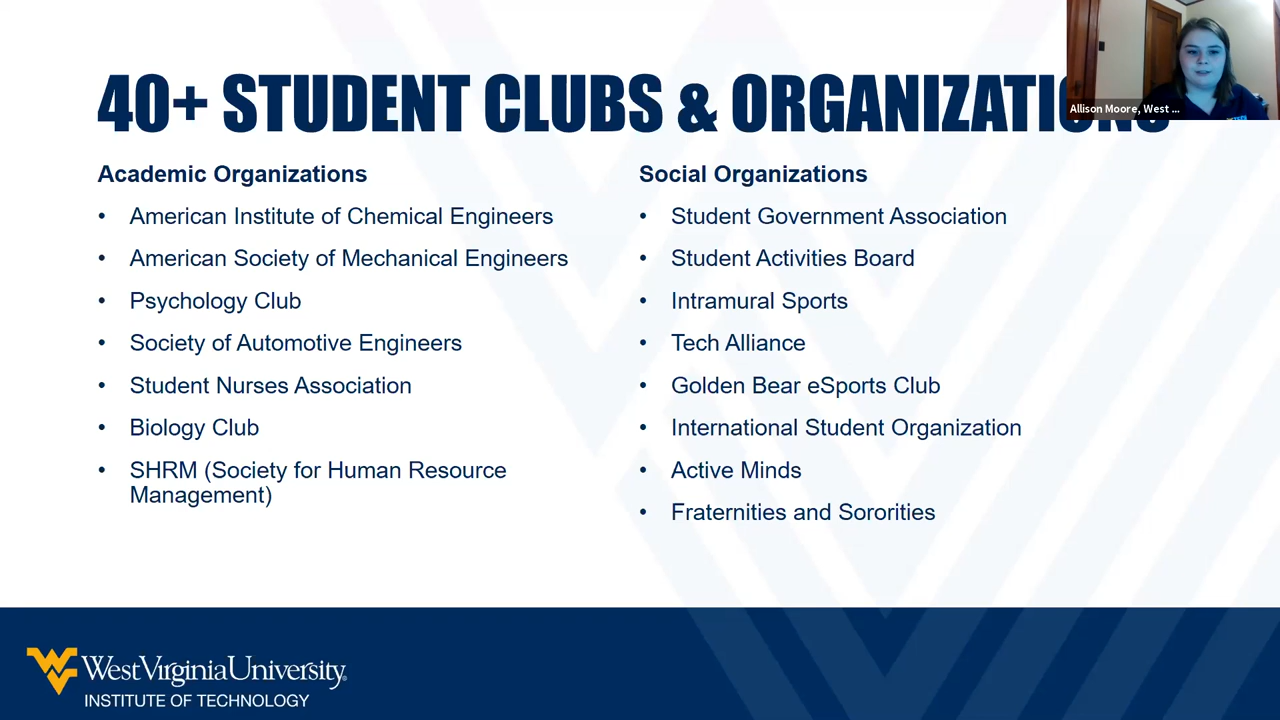 40+ STUDENT CLUBS & ORGANIZATIONS
Allison Moore, West ...
Academic Organizations
• American Institute of Chemical Engineers
• American Society of Mechanical Engineers
• Psychology Club
• Society of Automotive Engineers
• Student Nurses Association
• Biology Club
• SHRM (Society for Human Resource
Management)
Social Organizations
• Student Government Association
• Student Activities Board
• Intramural Sports
• Tech Alliance
• Golden Bear eSports Club
• International Student Organization
• Active Minds
• Fraternities and Sororities
WestVirginiaUniversity®
INSTITUTE OF TECHNOLOGY